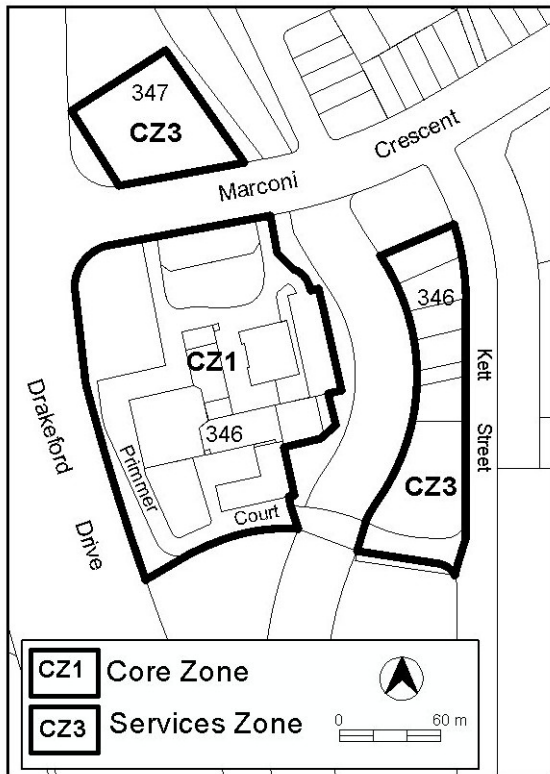 347
CZ3
Marconi Crescent
346
CZ1
Kett Street
346
Drakeford Drive
Primmer Court
CZ3
CZ1 Core Zone
CZ3 Services Zone
0 60 m